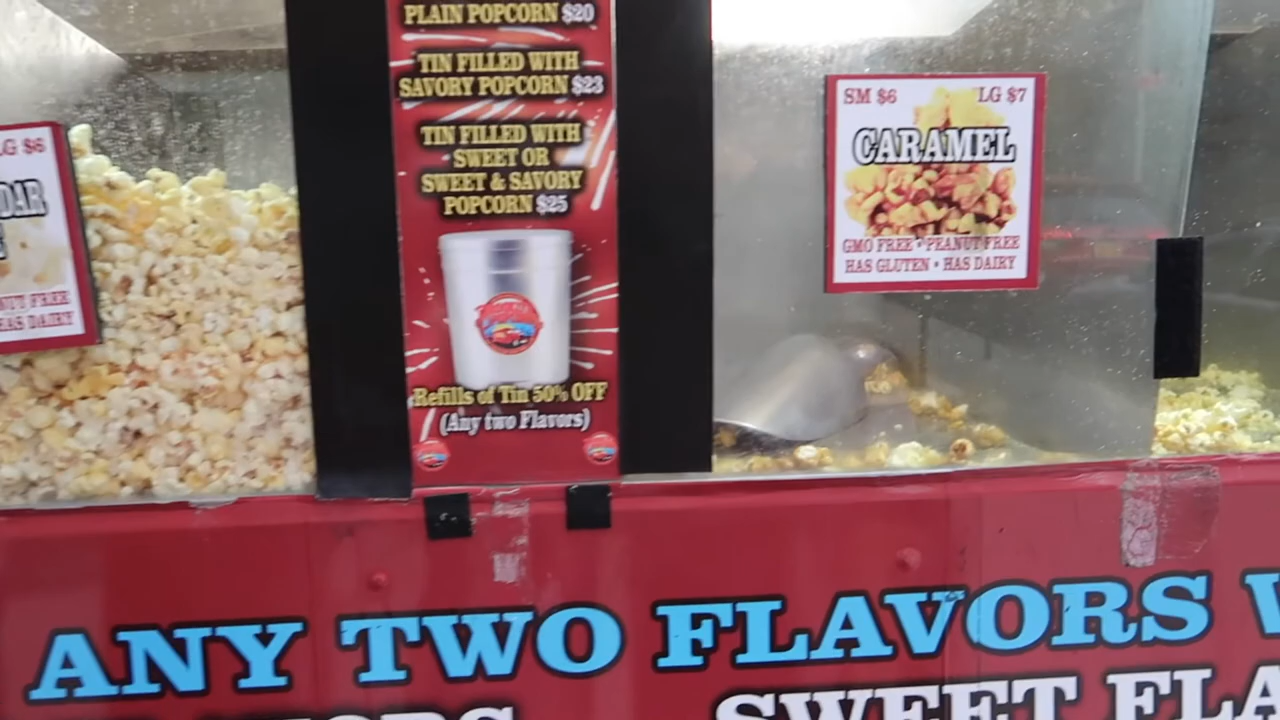 LG $6
DAR
NUT FREE
HAS DAIRY
PLAIN POPCORN $20
TIN FILLED WITH
SAVORY POPCORN $23
TIN FILLED WITH
SWEET OR
SWEET & SAVORY
POPCORN $25
Refills of Tin 50% OFF
(Any two Flavors)
SM $6 LG $7
CARAMEL
GMO FREE • PEANUT FREE
HAS GLUTEN • HAS DAIRY
ANY TWO FLAVORS W
SWEET FLA